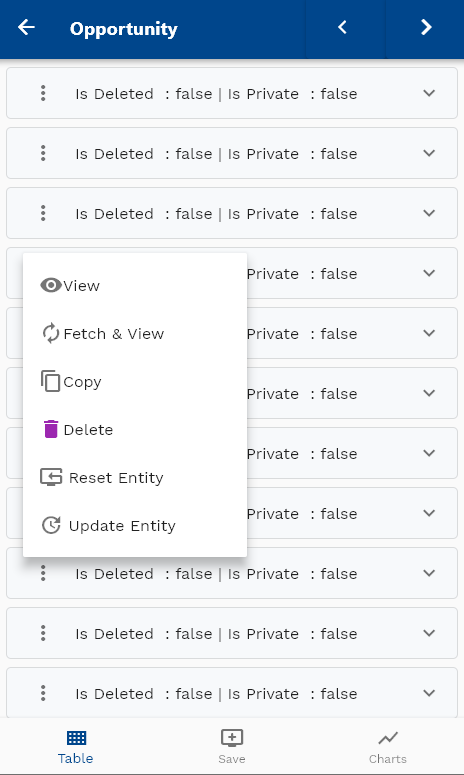 Opportunity
Is Deleted : false | Is Private : false
Is Deleted : false | Is Private : false
Is Deleted : false | Is Private : false
Private : false
View
Private : false
Fetch & View
Copy
Private : false
Delete
Private : false
Reset Entity
Private : false
Update Entity
Is Deleted : false | Is Private : false
Is Deleted : false | Is Private : false
Is Deleted : false | Is Private : false
Table
Save
Charts